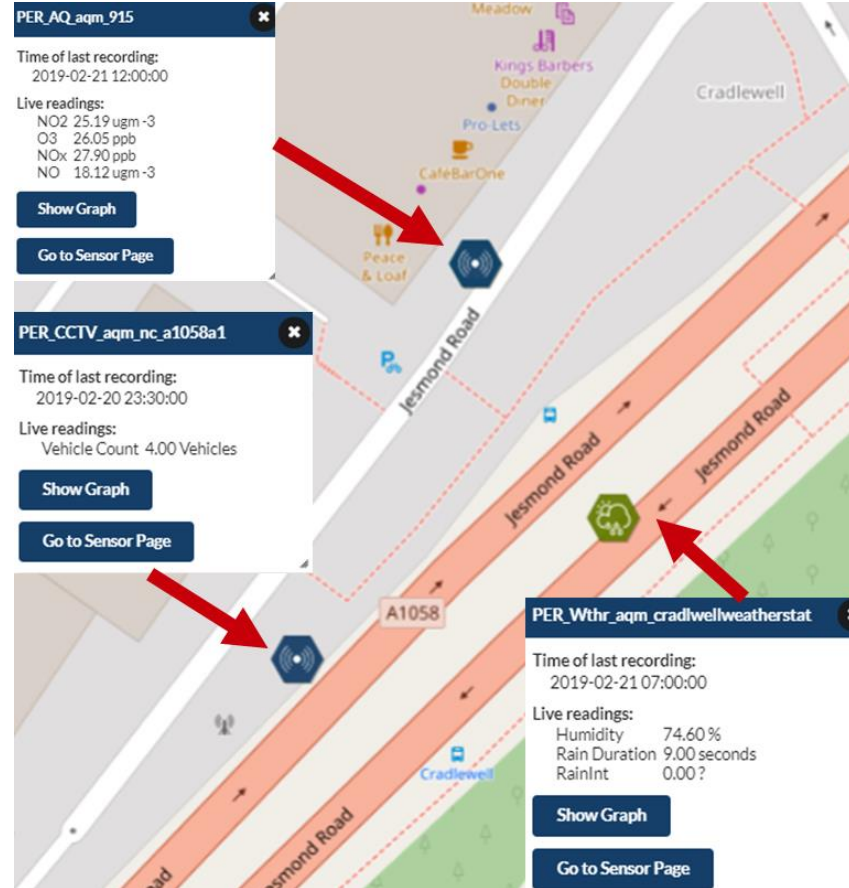 PER_AQ_aqm_915
Time of last recording:
2019-02-21 12:00:00
Live readings:
NO2 25.19 ugm -3
O3 26.05 ppb
NOx 27.90 ppb
NO 18.12 ugm -3
Show Graph
Go to Sensor Page
Meadow
Kings Barbers
Double
Diner
Pro-Lets
CaféBarOne
Peace
& Loaf
Cradlewell
Jesmond Road
PER_CCTV_aqm_nc_a1058a1
Time of last recording:
2019-02-20 23:30:00
Live readings:
Vehicle Count 4.00 Vehicles
Show Graph
Go to Sensor Page
Jesmond Road
Jesmond Road
A1058
Cradlewell
PER_Wthr_aqm_cradlwellweatherstat
Time of last recording:
2019-02-21 07:00:00
Live readings:
Humidity 74.60 %
Rain Duration 9.00 seconds
RainInt 0.00 ?
Show Graph
Go to Sensor Page
smond Road
ad